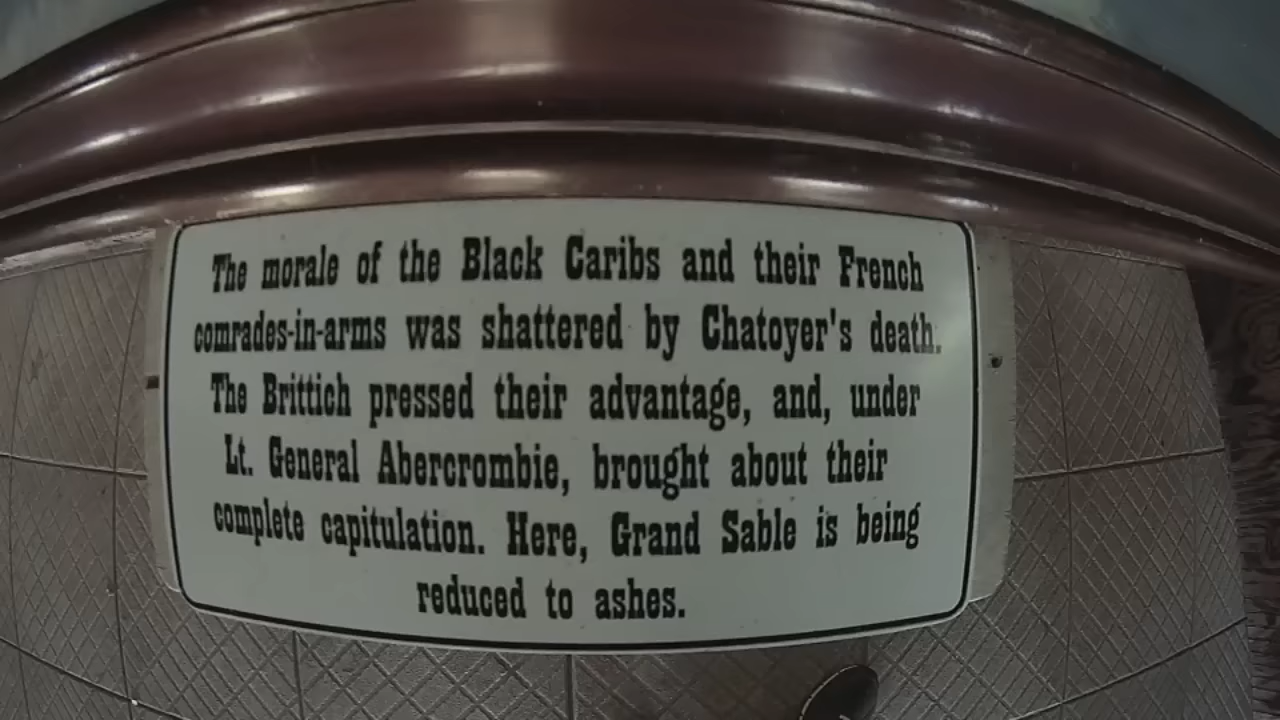 The morale of the Black Caribs and their French
comrades-in-arms was shattered by Chatoyer's death.
The Brittich pressed their advantage, and, under
Lt. General Abercrombie, brought about their
complete capitulation. Here, Grand Sable is being
reduced to ashes.